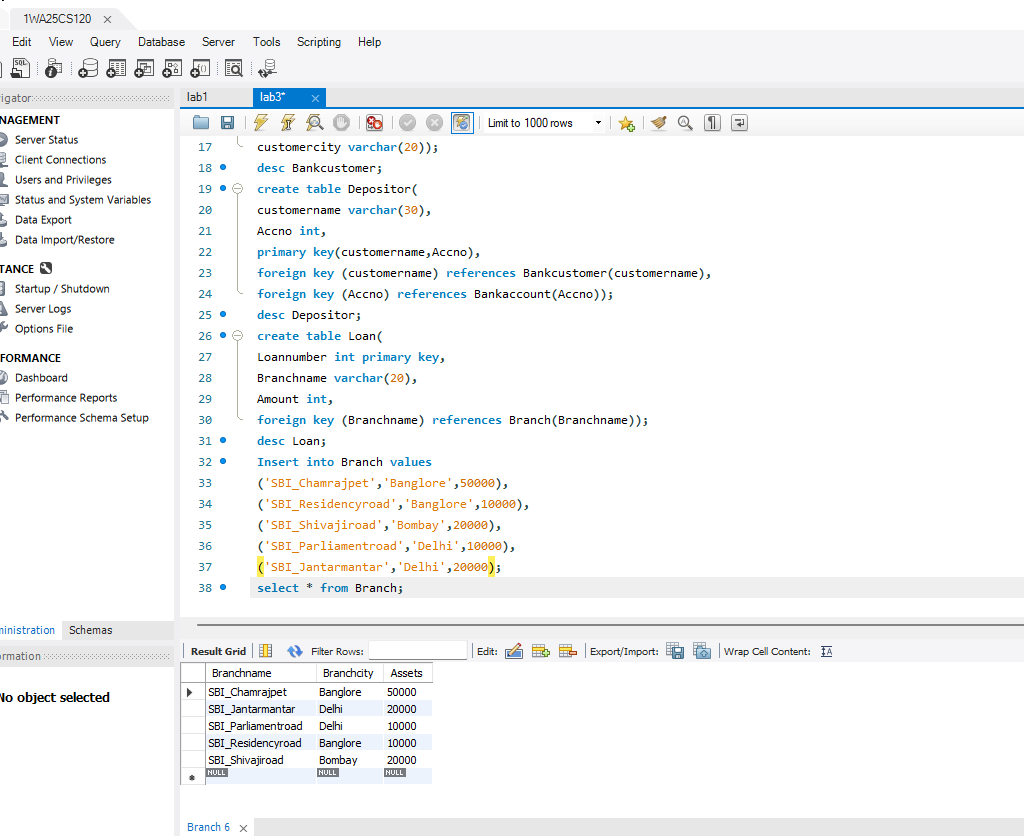 1WA25CS120
Edit View Query Database Server Tools Scripting Help
SQL
lab1 lab3*
Limit to 1000 rows
Server Status
Client Connections
Users and Privileges
Status and System Variables
Data Export
Data Import/Restore
Startup / Shutdown
Server Logs
Options File
Dashboard
Performance Reports
Performance Schema Setup
Schemas
No object selected
17 customercity varchar(20));
18 desc Bankcustomer;
19 create table Depositor(
20 customername varchar(30),
21 Accno int,
22 primary key(customername,Accno),
23 foreign key (customername) references Bankcustomer(customername),
24 foreign key (Accno) references Bankaccount(Accno));
25 desc Depositor;
26 create table Loan(
27 Loannumber int primary key,
28 Branchname varchar(20),
29 Amount int,
30 foreign key (Branchname) references Branch(Branchname));
31 desc Loan;
32 Insert into Branch values
33 ('SBI_Chamrajpet','Banglore',50000),
34 ('SBI_Residencyroad','Banglore',10000),
35 ('SBI_Shivajiroad','Bombay',20000),
36 ('SBI_Parliamentroad','Delhi',10000),
37 ('SBI_Jantarmantar','Delhi',20000);
38 select * from Branch;
Result Grid Filter Rows: Edit: Export/Import: Wrap Cell Content:
Branchname Branchcity Assets
SBI_Chamrajpet Banglore 50000
SBI_Jantarmantar Delhi 20000
SBI_Parliamentroad Delhi 10000
SBI_Residencyroad Banglore 10000
SBI_Shivajiroad Bombay 20000
NULL NULL NULL
Branch 6